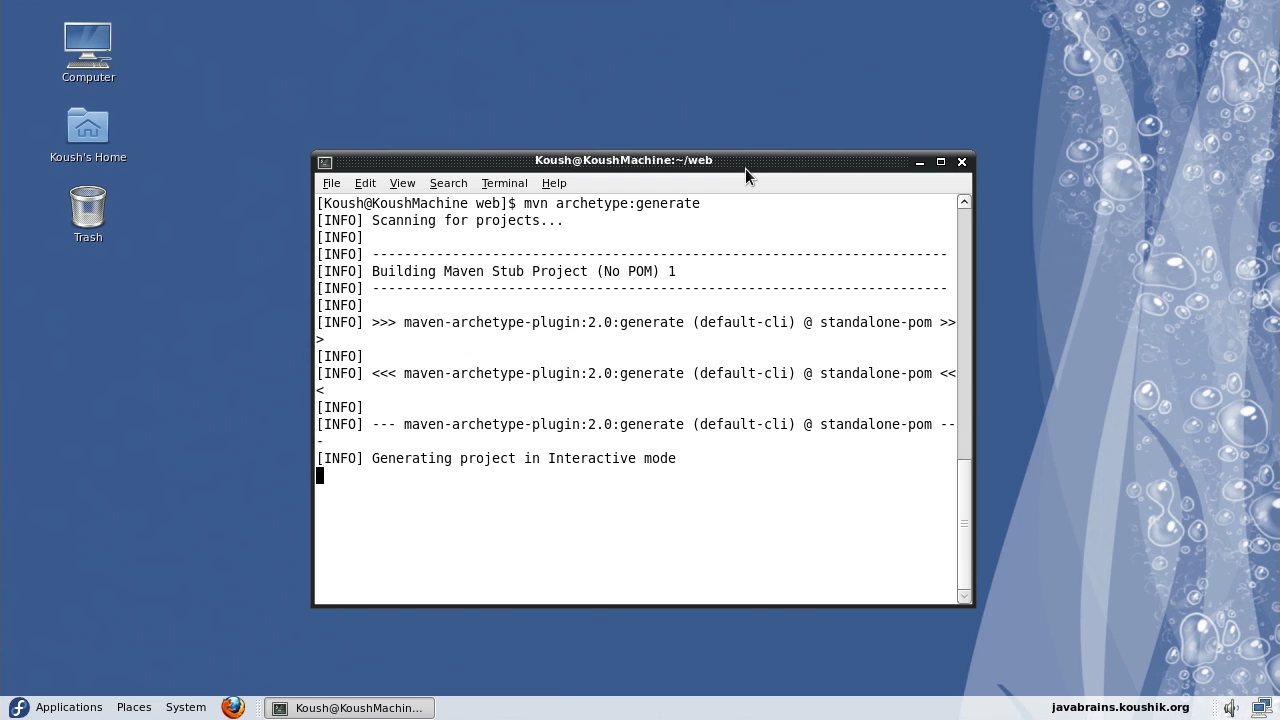 Computer
Koush's Home
Trash
Koush@KoushMachine:~/web
File Edit View Search Terminal Help
[Koush@KoushMachine web]$ mvn archetype:generate
[INFO] Scanning for projects...
[INFO]
[INFO] ------------------------------------------------------------------------
[INFO] Building Maven Stub Project (No POM) 1
[INFO] ------------------------------------------------------------------------
[INFO]
[INFO] >>> maven-archetype-plugin:2.0:generate (default-cli) @ standalone-pom >>
>
[INFO]
[INFO] <<< maven-archetype-plugin:2.0:generate (default-cli) @ standalone-pom <<
<
[INFO]
[INFO] --- maven-archetype-plugin:2.0:generate (default-cli) @ standalone-pom --
-
[INFO] Generating project in Interactive mode
Applications Places System Koush@KoushMachin... javabrains.koushik.org